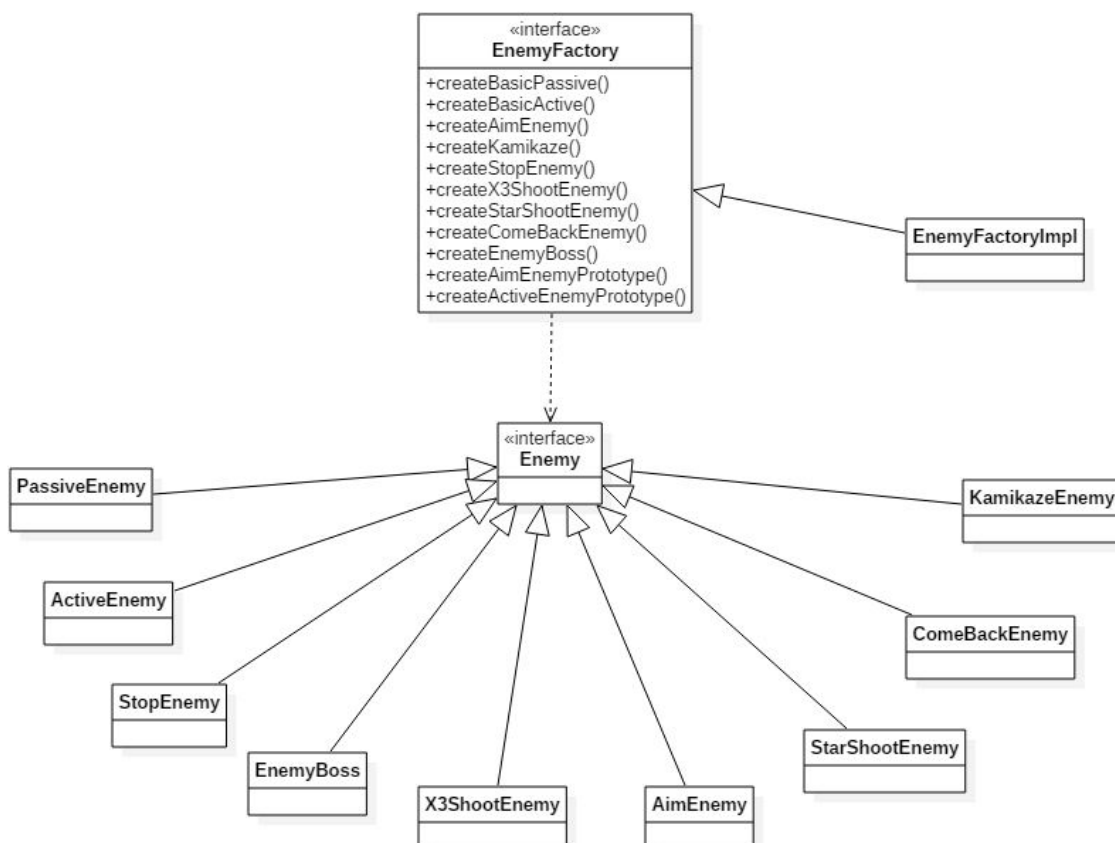 «interface»
EnemyFactory
+createBasicPassive()
+createBasicActive()
+createAimEnemy()
+createKamikaze()
+createStopEnemy()
+createX3ShootEnemy()
+createStarShootEnemy()
+createComeBackEnemy()
+createEnemyBoss()
+createAimEnemyPrototype()
+createActiveEnemyPrototype()
EnemyFactoryImpl
«interface»
Enemy
PassiveEnemy
KamikazeEnemy
ActiveEnemy
ComeBackEnemy
StopEnemy
StarShootEnemy
EnemyBoss
X3ShootEnemy
AimEnemy